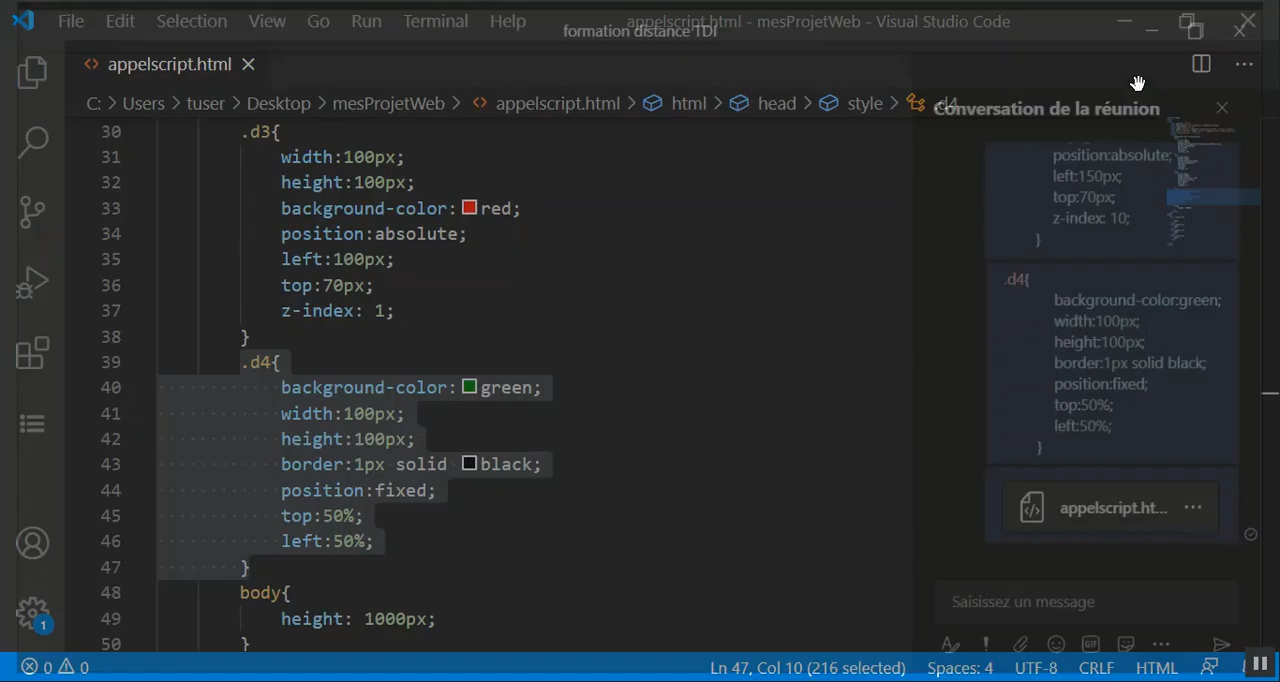 File Edit Selection View Go Run Terminal Help
appelscript.html - mesProjetWeb - Visual Studio Code
formation distance TDI
appelscript.html
C: > Users > tuser > Desktop > mesProjetWeb > appelscript.html > html > head > style > .d4
30 .d3{
31 width:100px;
32 height:100px;
33 background-color: red;
34 position:absolute;
35 left:100px;
36 top:70px;
37 z-index: 1;
38 }
39 .d4{
40 background-color: green;
41 width:100px;
42 height:100px;
43 border:1px solid black;
44 position:fixed;
45 top:50%;
46 left:50%;
47 }
48 body{
49 height: 1000px;
50 }
Conversation de la réunion
position:absolute;
left:150px;
top:70px;
z-index: 10;
}
.d4{
background-color:green;
width:100px;
height:100px;
border:1px solid black;
position:fixed;
top:50%;
left:50%;
}
appelscript.ht...
Saisissez un message
GIF
1
0 0
Ln 47, Col 10 (216 selected) Spaces: 4 UTF-8 CRLF HTML